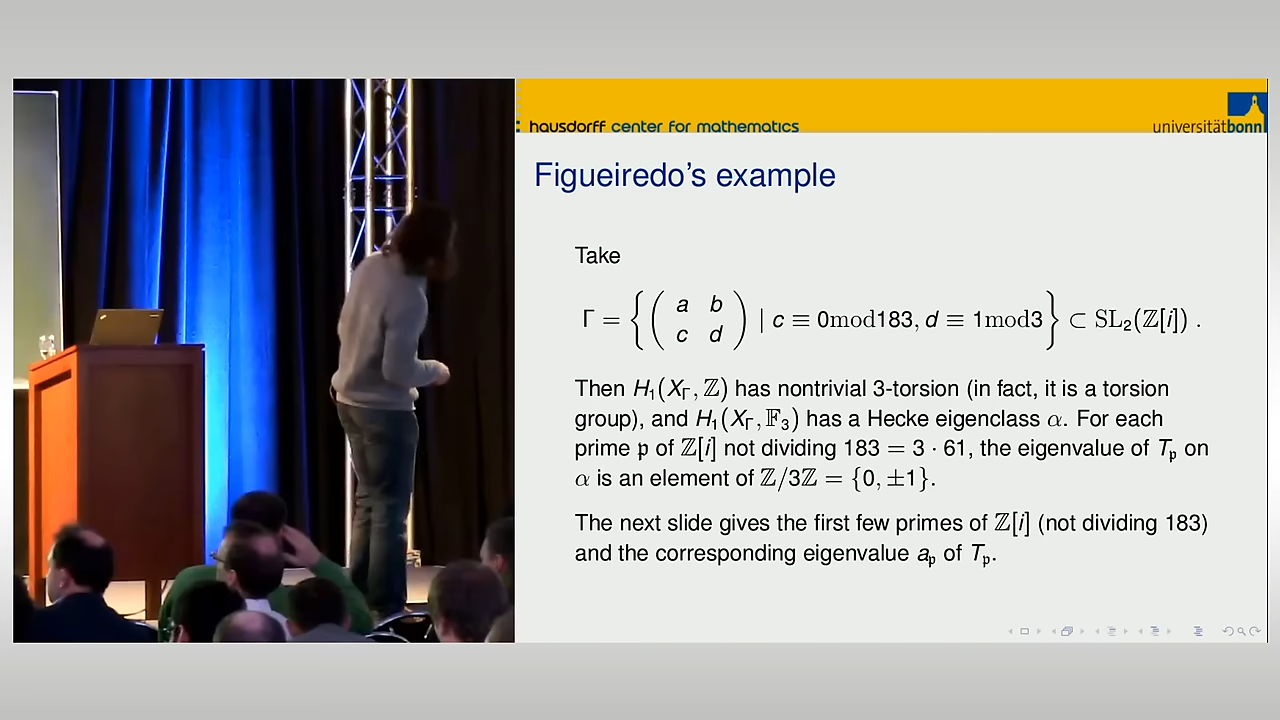 hausdorff center for mathematics
universitätbonn
Figueiredo's example
Take
Γ = { ( a b c d ) | c ≡ 0mod183, d ≡ 1mod3 } ⊂ SL₂(ℤ[i]) .
Then H₁(X_Γ, ℤ) has nontrivial 3-torsion (in fact, it is a torsion
group), and H₁(X_Γ, 𝔽₃) has a Hecke eigenclass α. For each
prime 𝔭 of ℤ[i] not dividing 183 = 3 · 61, the eigenvalue of T_𝔭 on
α is an element of ℤ/3ℤ = {0, ±1}.
The next slide gives the first few primes of ℤ[i] (not dividing 183)
and the corresponding eigenvalue a_𝔭 of T_𝔭.